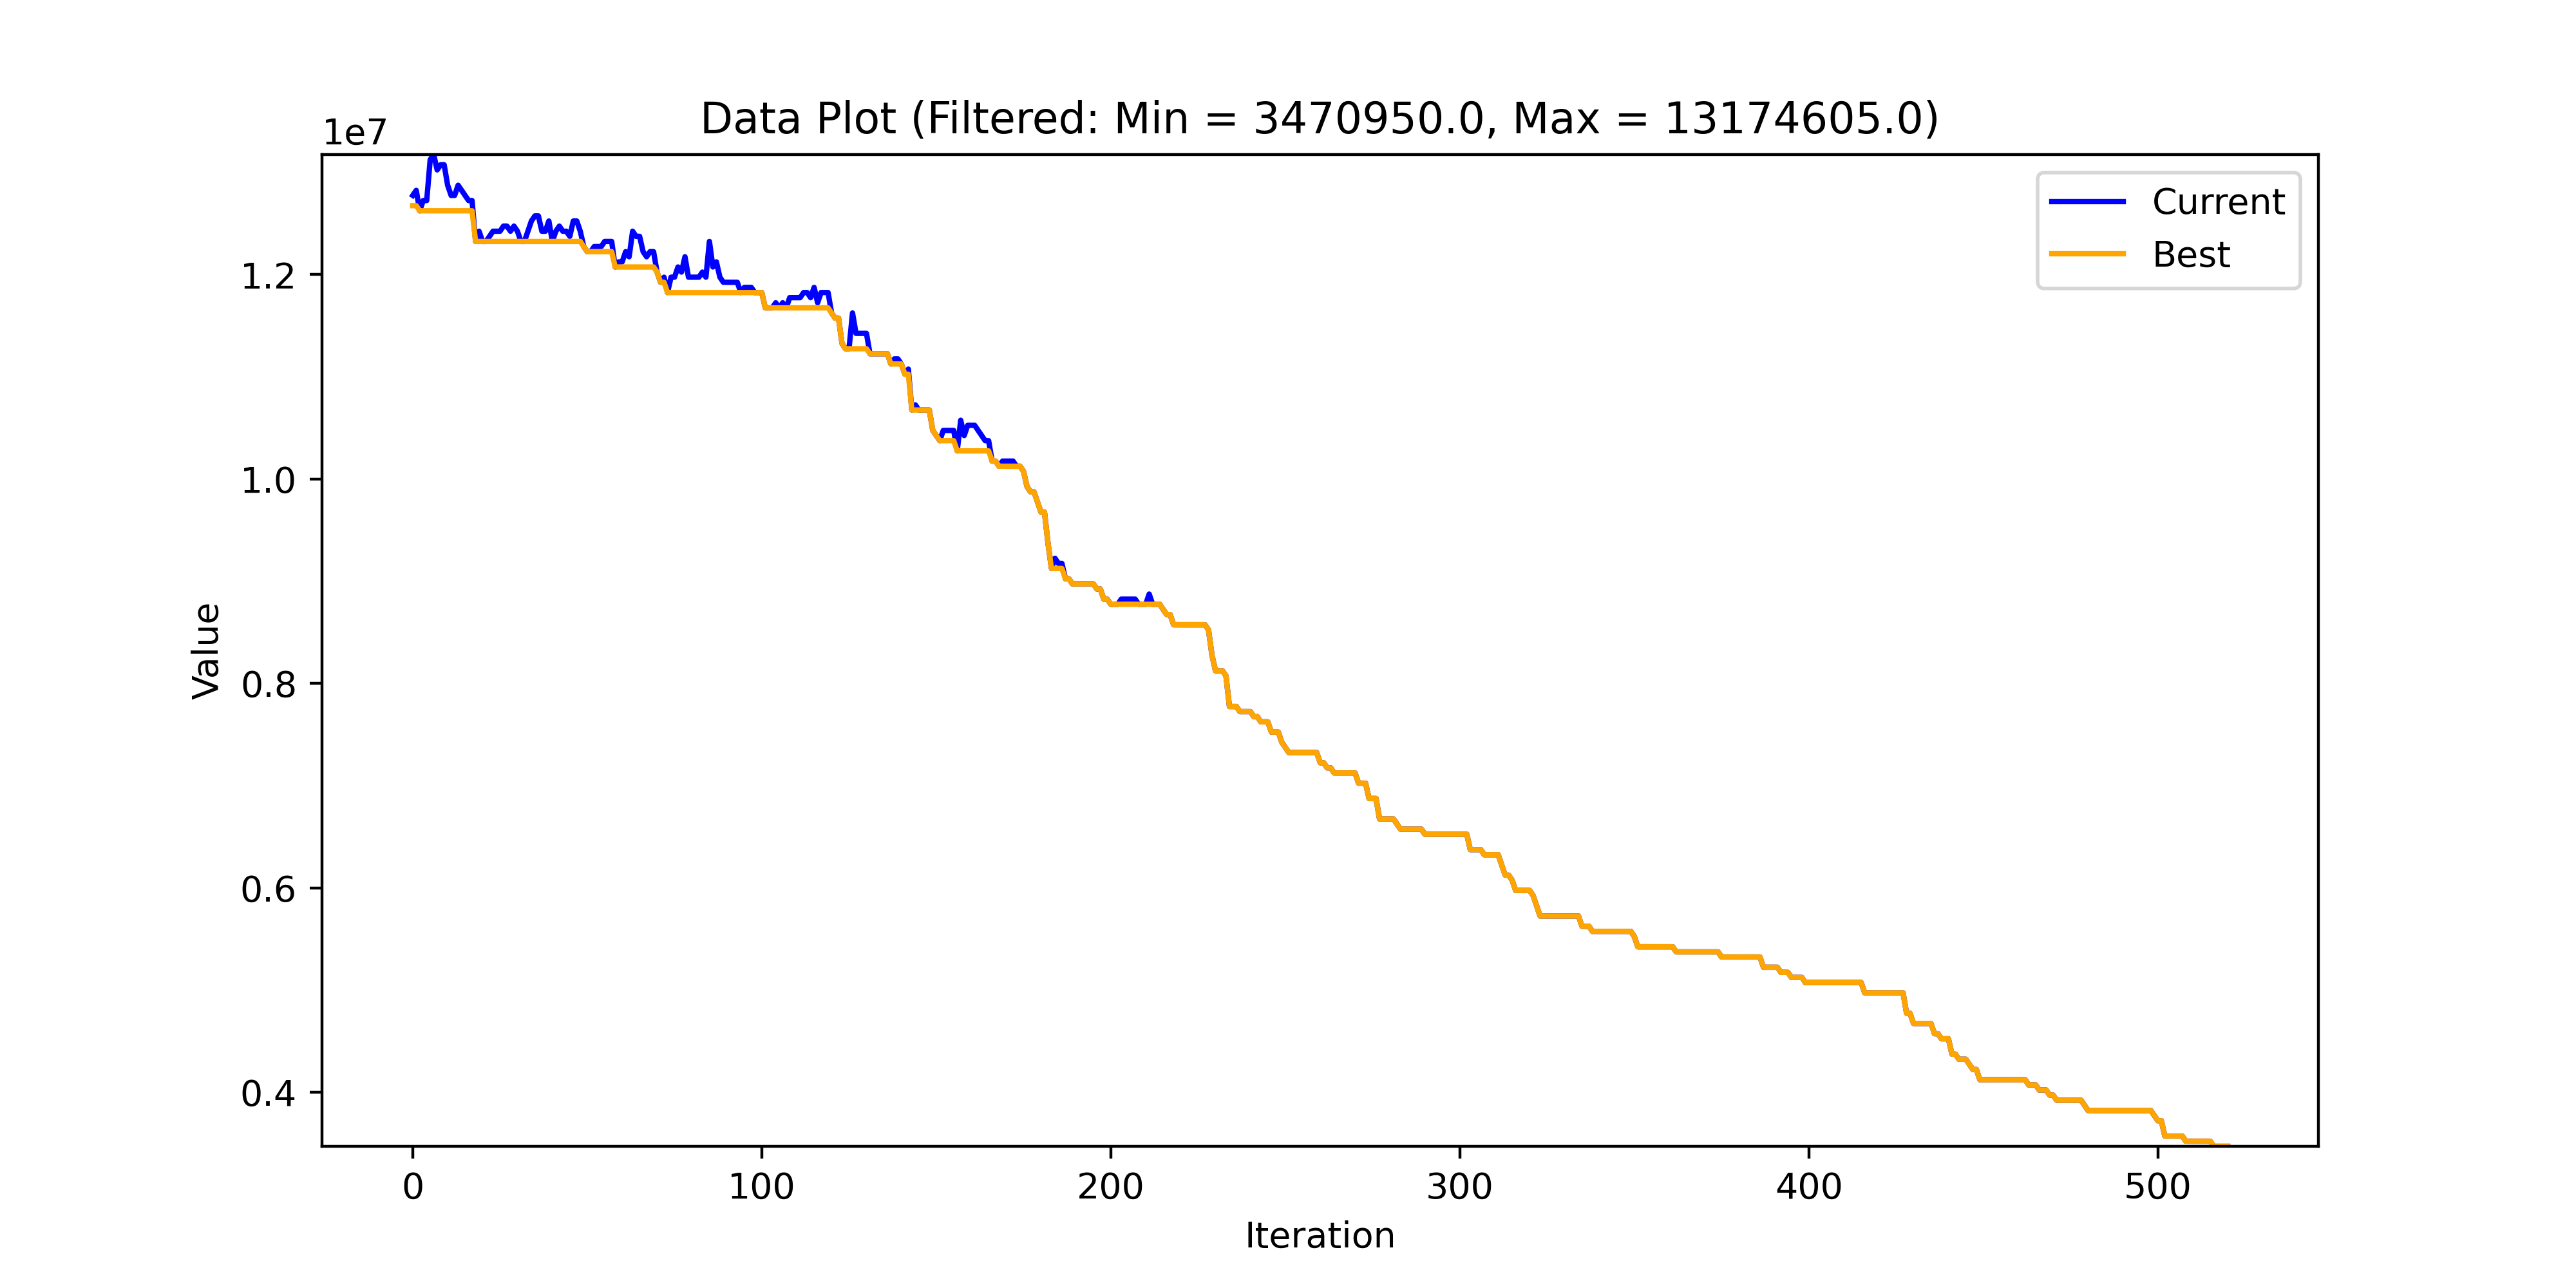 Data Plot (Filtered: Min = 3470950.0, Max = 13174605.0)
1e7
Current
Best
1.2
1.0
0.8
0.6
0.4
Value
0 100 200 300 400 500
Iteration